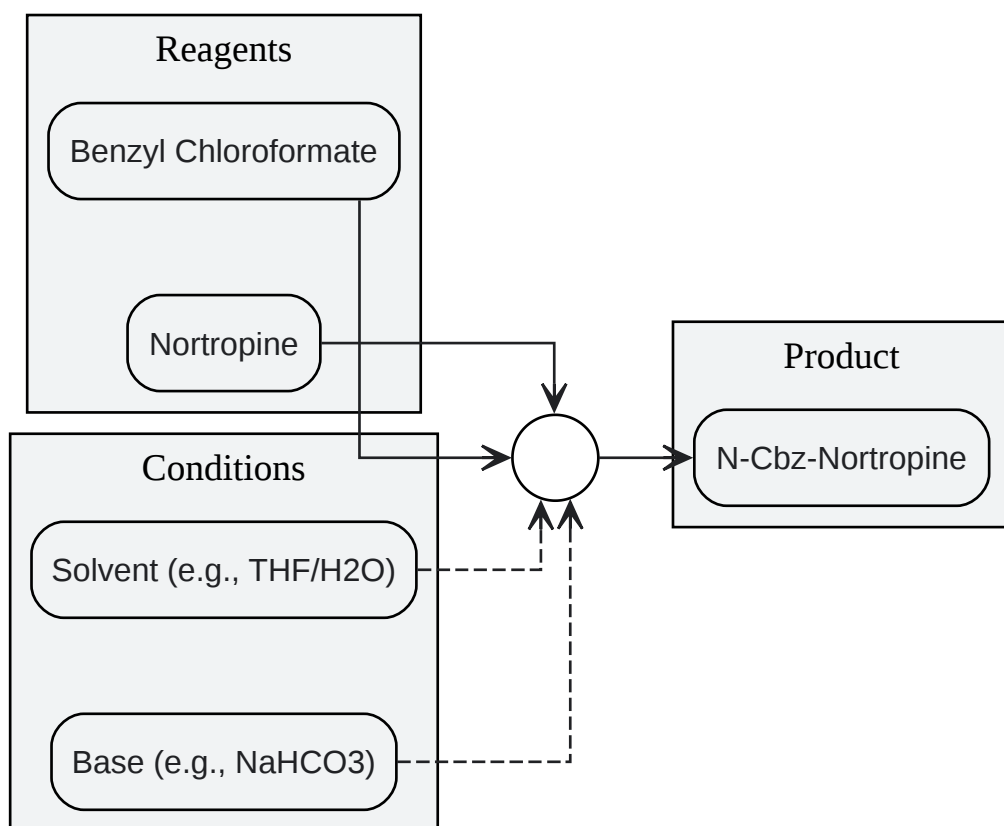 Reagents
Benzyl Chloroformate
Nortropine
Product
N-Cbz-Nortropine
Conditions
Solvent (e.g., THF/H2O)
Base (e.g., NaHCO3)